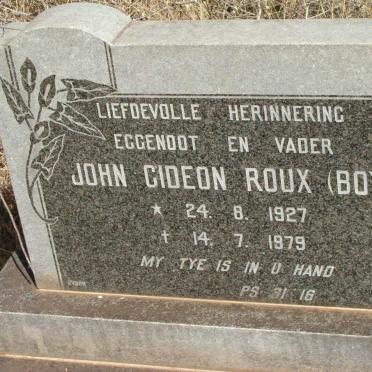 LIEFDEVOLLE HERINNERING
EGGENOOT EN VADER
JOHN GIDEON ROUX (BOY
* 24. 8. 1927
† 14. 7. 1979
MY TYE IS IN U HAND
PS 31 16